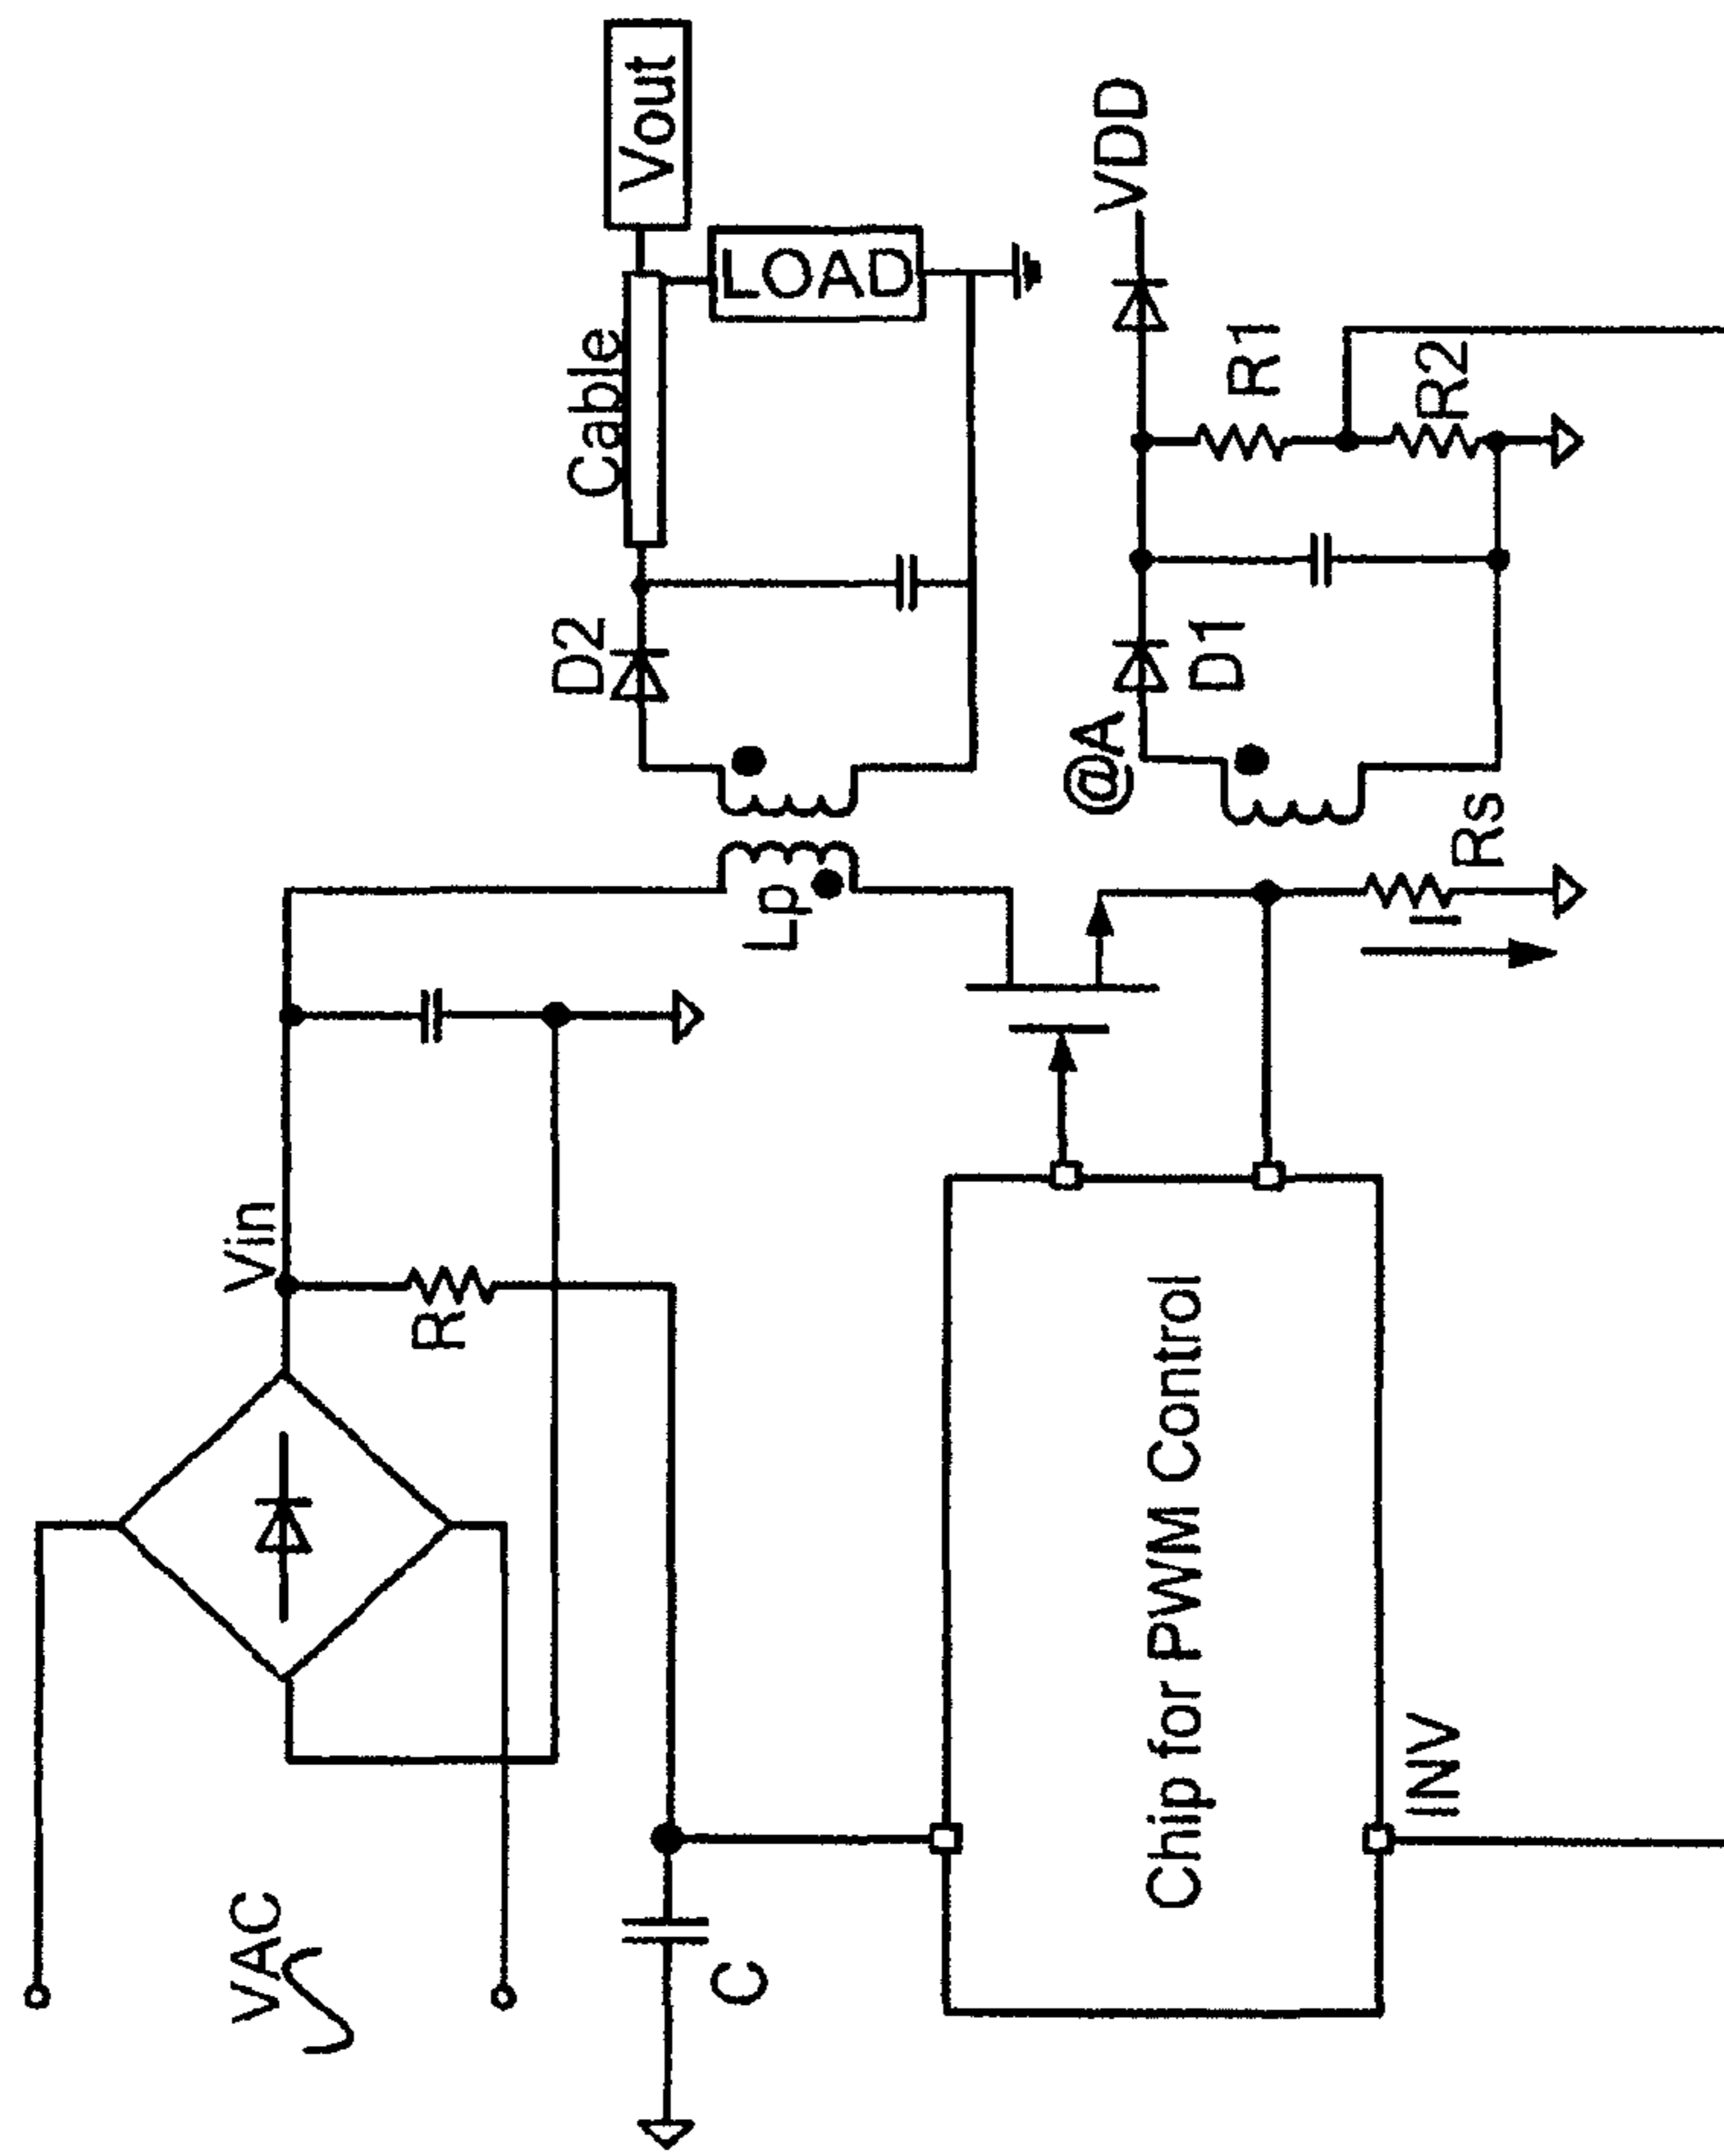 VAC
Vin
R
C
Lp
D2
Cable
Vout
LOAD
@A
D1
VDD
R1
R2
Rs
I
Chip for PWM Control
INV